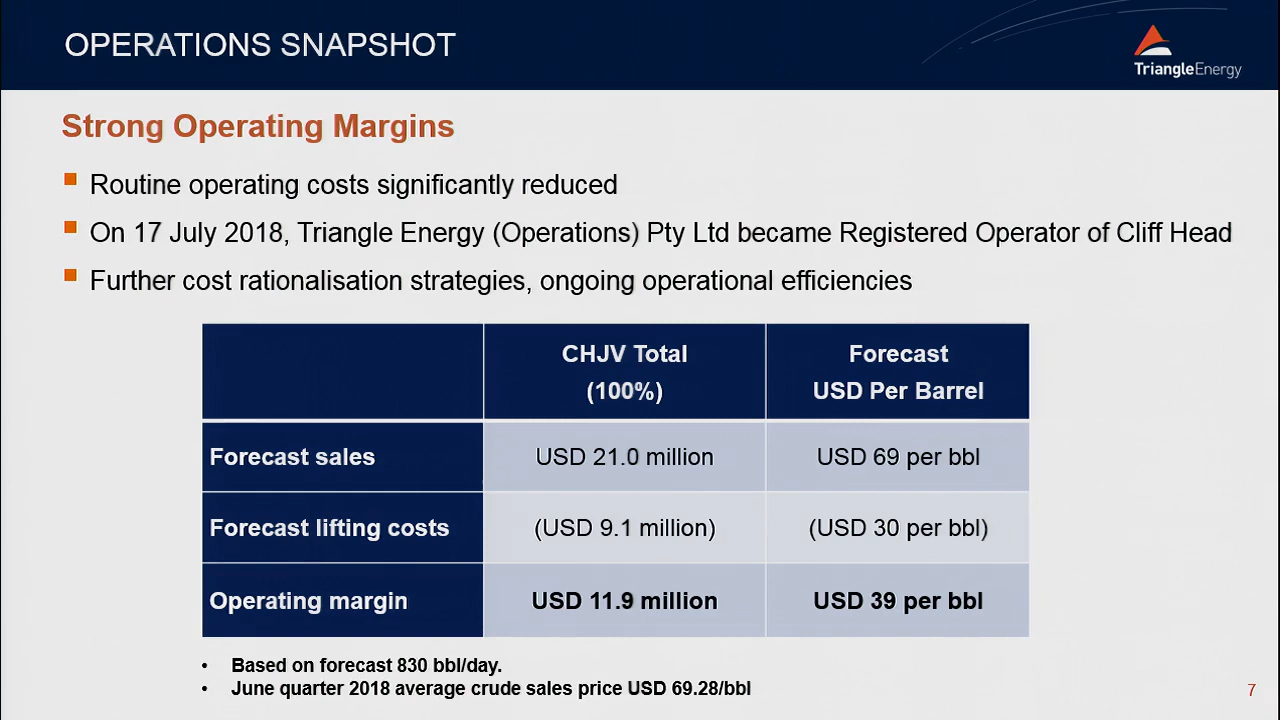 OPERATIONS SNAPSHOT
TriangleEnergy
Strong Operating Margins
Routine operating costs significantly reduced
On 17 July 2018, Triangle Energy (Operations) Pty Ltd became Registered Operator of Cliff Head
Further cost rationalisation strategies, ongoing operational efficiencies
CHJV Total
(100%)
Forecast
USD Per Barrel
Forecast sales
USD 21.0 million
USD 69 per bbl
Forecast lifting costs
(USD 9.1 million)
(USD 30 per bbl)
Operating margin
USD 11.9 million
USD 39 per bbl
• Based on forecast 830 bbl/day.
• June quarter 2018 average crude sales price USD 69.28/bbl
7